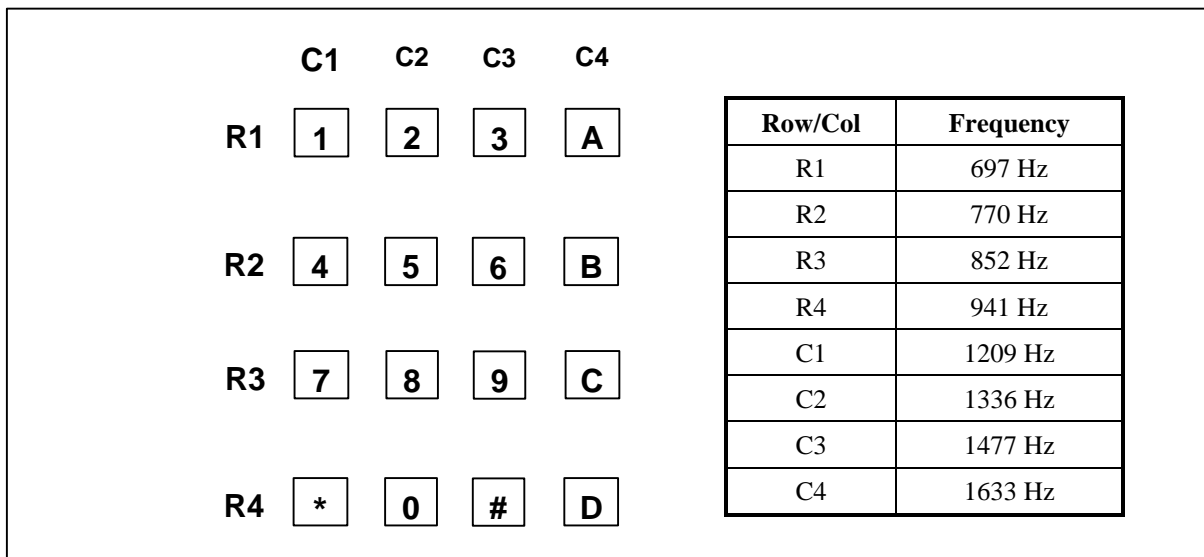 C1 C2 C3 C4
R1 1 2 3 A
R2 4 5 6 B
R3 7 8 9 C
R4 * 0 # D
Row/Col Frequency
R1 697 Hz
R2 770 Hz
R3 852 Hz
R4 941 Hz
C1 1209 Hz
C2 1336 Hz
C3 1477 Hz
C4 1633 Hz